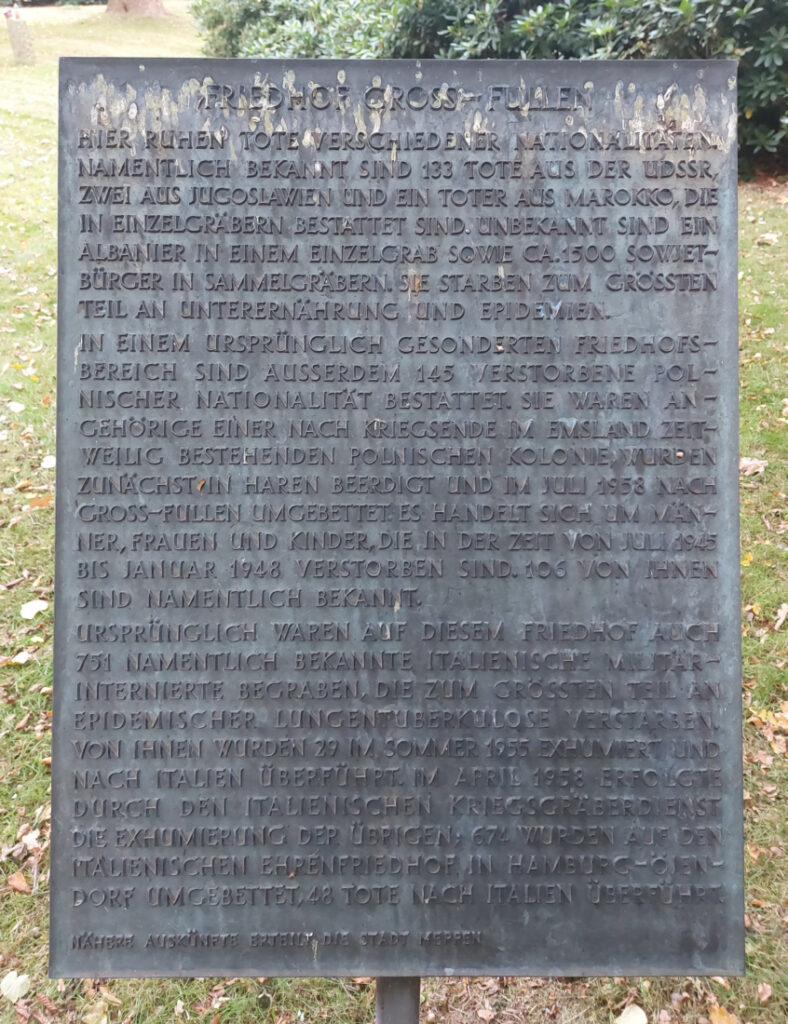 FRIEDHOF GROSS-FULLEN
HIER RUHEN TOTE VERSCHIEDENER NATIONALITÄTEN.
NAMENTLICH BEKANNT SIND 133 TOTE AUS DER UDSSR,
ZWEI AUS JUGOSLAWIEN UND EIN TOTER AUS MAROKKO, DIE
IN EINZELGRÄBERN BESTATTET SIND. UNBEKANNT SIND EIN
ALBANIER IN EINEM EINZELGRAB SOWIE CA. 1500 SOWJET-
BÜRGER IN SAMMELGRÄBERN. SIE STARBEN ZUM GRÖSSTEN
TEIL AN UNTERERNÄHRUNG UND EPIDEMIEN.
IN EINEM URSPRÜNGLICH GESONDERTEN FRIEDHOFS-
BEREICH SIND AUSSERDEM 145 VERSTORBENE POL-
NISCHER NATIONALITÄT BESTATTET. SIE WAREN AN-
GEHÖRIGE EINER NACH KRIEGSENDE IM EMSLAND ZEIT-
WEILIG BESTEHENDEN POLNISCHEN KOLONIE, WURDEN
ZUNÄCHST IN HAREN BEERDIGT UND IM JULI 1958 NACH
GROSS-FULLEN UMGEBETTET. ES HANDELT SICH UM MÄN-
NER, FRAUEN UND KINDER, DIE IN DER ZEIT VON JULI 1945
BIS JANUAR 1948 VERSTORBEN SIND. 106 VON IHNEN
SIND NAMENTLICH BEKANNT.
URSPRÜNGLICH WAREN AUF DIESEM FRIEDHOF AUCH
751 NAMENTLICH BEKANNTE ITALIENISCHE MILITÄR-
INTERNIERTE BEGRABEN, DIE ZUM GRÖSSTEN TEIL AN
EPIDEMISCHER LUNGENTUBERKULOSE VERSTARBEN.
VON IHNEN WURDEN 29 IM SOMMER 1955 EXHUMIERT UND
NACH ITALIEN ÜBERFÜHRT. IM APRIL 1958 ERFOLGTE
DURCH DEN ITALIENISCHEN KRIEGSGRÄBERDIENST
DIE EXHUMIERUNG DER ÜBRIGEN; 674 WURDEN AUF DEN
ITALIENISCHEN EHRENFRIEDHOF IN HAMBURG-ÖJEN-
DORF UMGEBETTET, 48 TOTE NACH ITALIEN ÜBERFÜHRT.
NÄHERE AUSKÜNFTE ERTEILT DIE STADT MEPPEN